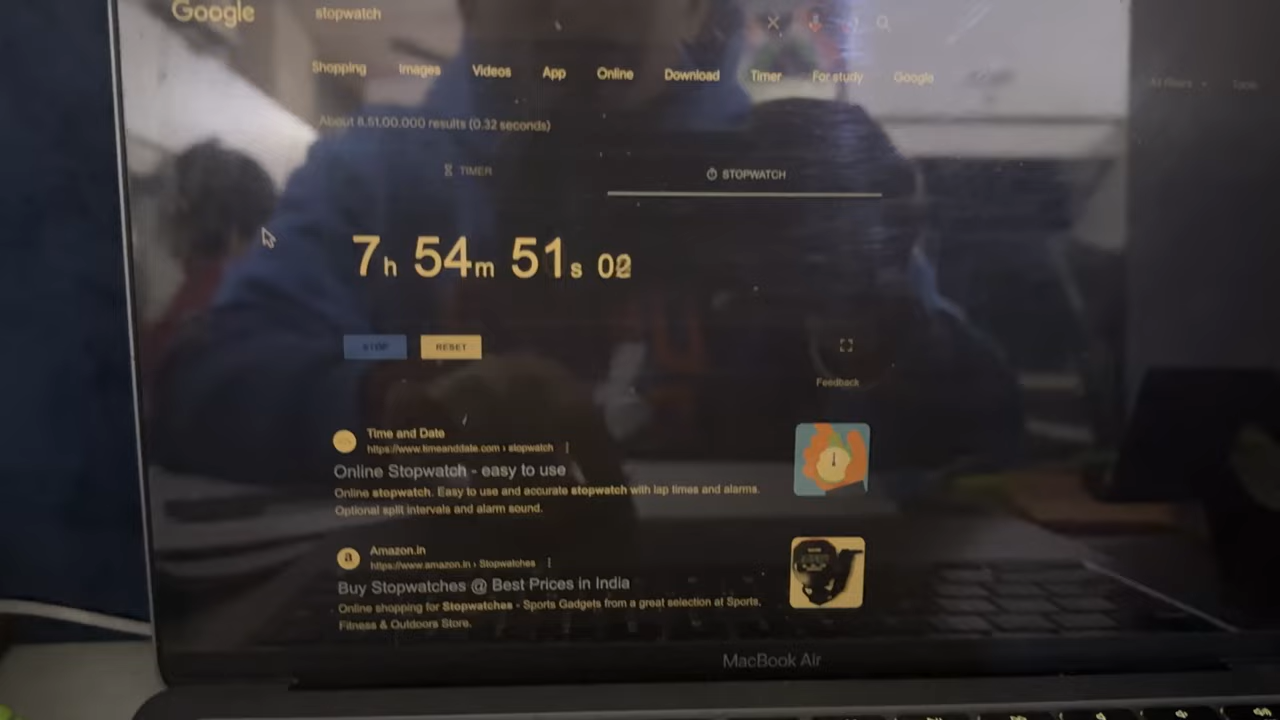 Google
stopwatch
Shopping Images Videos App Online Download Timer For study Google
About 8,51,00,000 results (0.32 seconds)
TIMER STOPWATCH
7h 54m 51s
STOP RESET
Feedback
Time and Date
https://www.timeanddate.com › stopwatch
Online Stopwatch - easy to use
Online stopwatch. Easy to use and accurate stopwatch with lap times and alarms.
Optional split intervals and alarm sound.
a
Amazon.in
https://www.amazon.in › Stopwatches
Buy Stopwatches @ Best Prices in India
Online shopping for Stopwatches - Sports Gadgets from a great selection at Sports,
Fitness & Outdoors Store.
MacBook Air